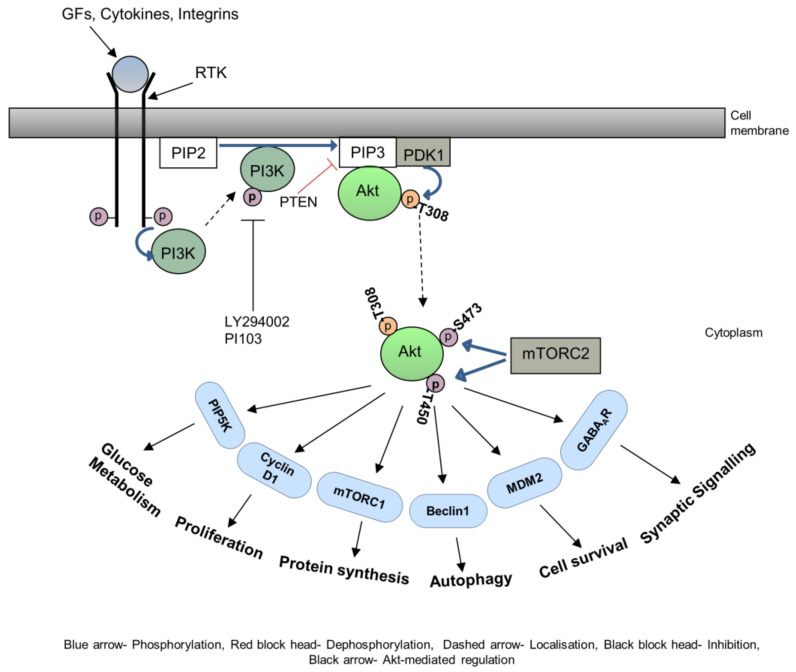 GFs, Cytokines, Integrins
RTK
Cell
membrane
PIP2
PI3K
p
PTEN
PIP3
PDK1
Akt
p
T308
p
p
PI3K
LY294002
PI103
T308
p
Akt
p
S473
p
T450
mTORC2
Cytoplasm
PIP5K
Cyclin
D1
mTORC1
Beclin1
MDM2
GABAAR
Glucose
Metabolism
Proliferation
Protein synthesis
Autophagy
Cell survival
Synaptic Signalling
Blue arrow- Phosphorylation, Red block head- Dephosphorylation, Dashed arrow- Localisation, Black block head- Inhibition,
Black arrow- Akt-mediated regulation